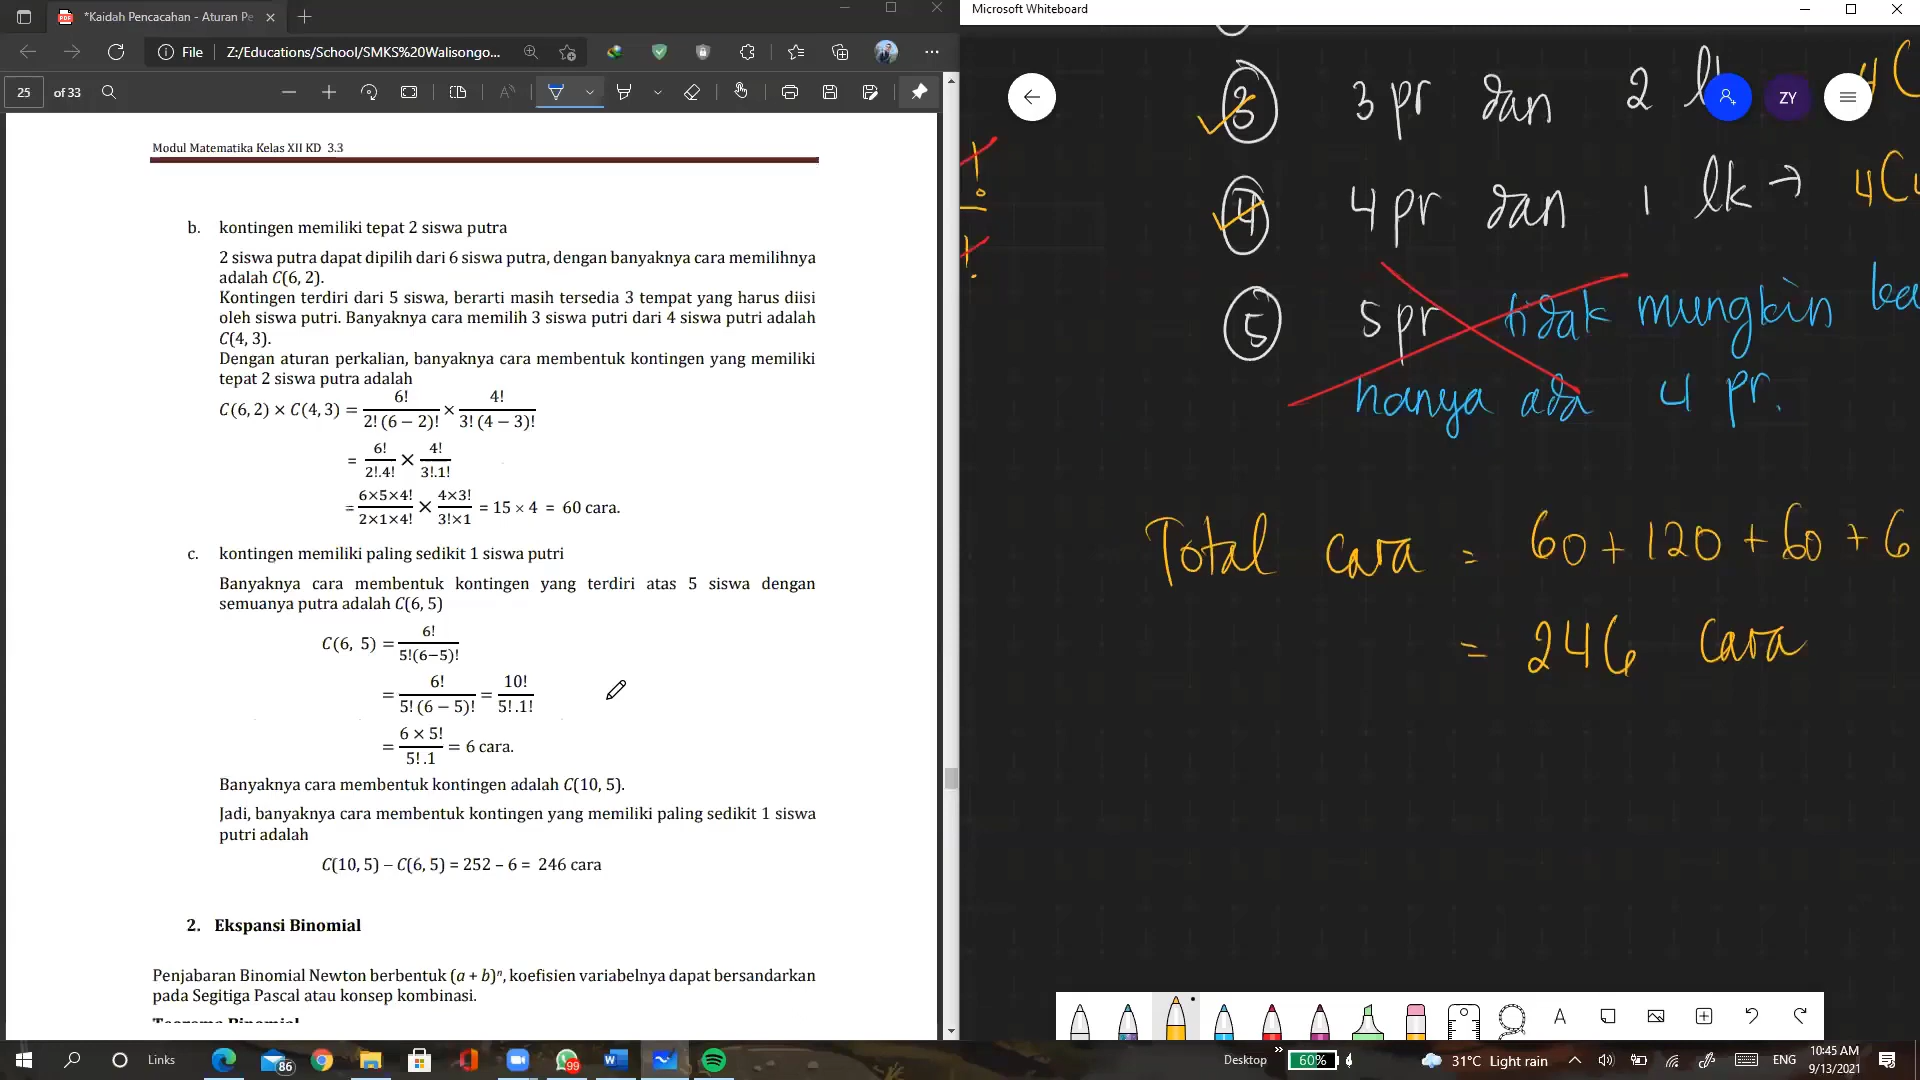 *Kaidah Pencacahan - Aturan Pe
File
Z:/Educations/School/SMKS%20Walisongo...
25 of 33
Modul Matematika Kelas XII KD 3.3
b. kontingen memiliki tepat 2 siswa putra
2 siswa putra dapat dipilih dari 6 siswa putra, dengan banyaknya cara memilihnya
adalah C(6, 2).
Kontingen terdiri dari 5 siswa, berarti masih tersedia 3 tempat yang harus diisi
oleh siswa putri. Banyaknya cara memilih 3 siswa putri dari 4 siswa putri adalah
C(4, 3).
Dengan aturan perkalian, banyaknya cara membentuk kontingen yang memiliki
tepat 2 siswa putra adalah
C(6, 2) × C(4, 3) = 6!/2! (6 − 2)! × 4!/3! (4 − 3)!
= 6!/2!.4! × 4!/3!.1!
= 6×5×4!/2×1×4! × 4×3!/3!×1 = 15 × 4 = 60 cara.
c. kontingen memiliki paling sedikit 1 siswa putri
Banyaknya cara membentuk kontingen yang terdiri atas 5 siswa dengan
semuanya putra adalah C(6, 5)
C(6, 5) = 6!/5!(6−5)!
= 6!/5! (6 − 5)! = 10!/5! .1!
= 6 × 5!/5! .1 = 6 cara.
Banyaknya cara membentuk kontingen adalah C(10, 5).
Jadi, banyaknya cara membentuk kontingen yang memiliki paling sedikit 1 siswa
putri adalah
C(10, 5) – C(6, 5) = 252 – 6 = 246 cara
2. Ekspansi Binomial
Penjabaran Binomial Newton berbentuk (a + b)ⁿ, koefisien variabelnya dapat bersandarkan
pada Segitiga Pascal atau konsep kombinasi.
Teorema Binomial
Microsoft Whiteboard
ZY
3 3 pr dan 2 lk 4C
4 4 pr dan 1 lk → 4C4
5 5 pr tidak mungkin ka
hanya ada 4 pr.
Total cara = 60 + 120 + 60 + 6
= 246 cara
Links
86
99
Desktop
60%
31°C Light rain
ENG
10:45 AM
9/13/2021